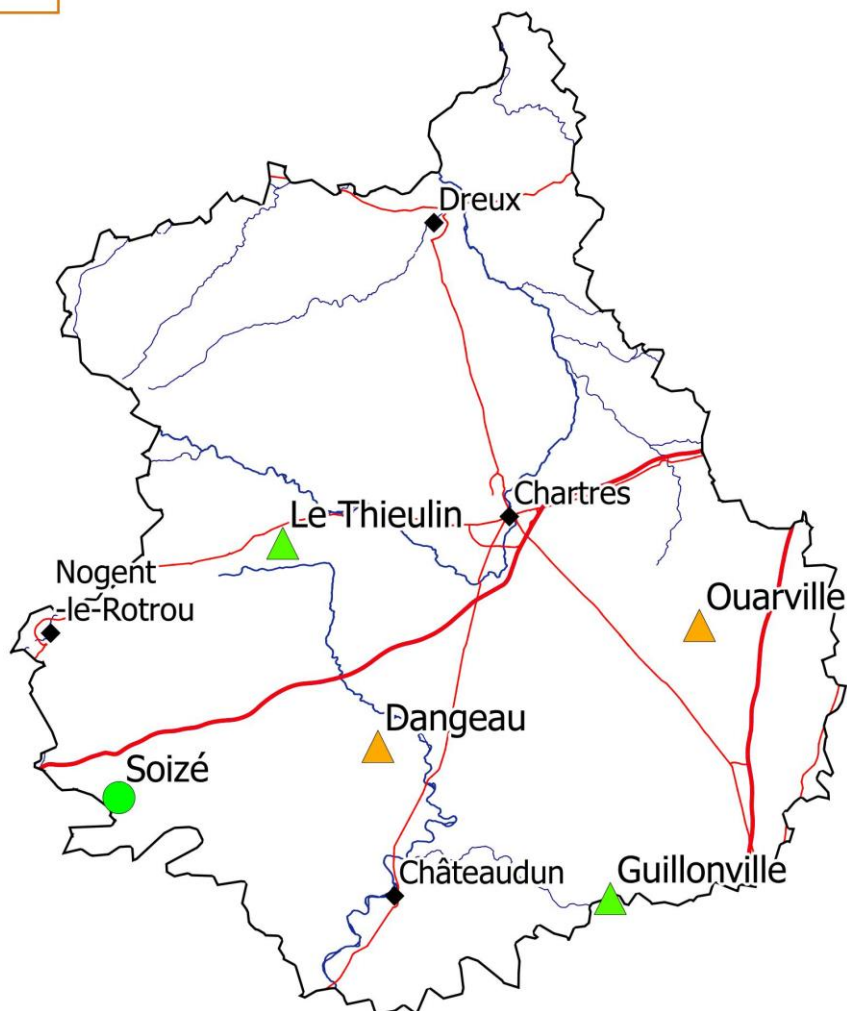 Dreux
Chartres
Le Thieulin
Nogent
-le-Rotrou
Ouarville
Dangeau
Soizé
Châteaudun
Guillonville